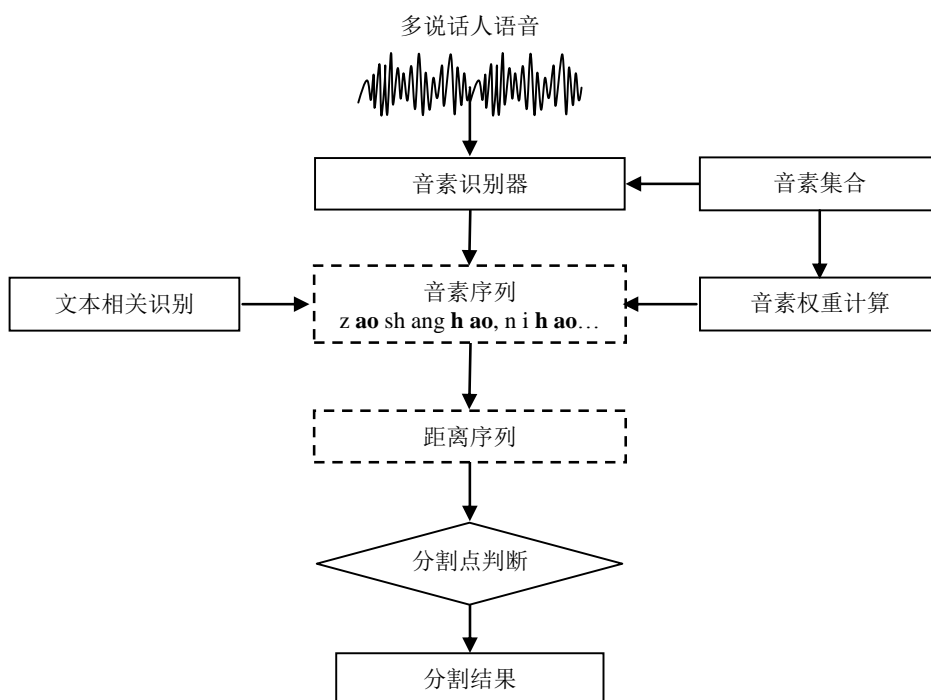 多说话人语音
音素识别器
音素集合
文本相关识别
音素序列
z ao sh ang h ao, n i h ao…
音素权重计算
距离序列
分割点判断
分割结果